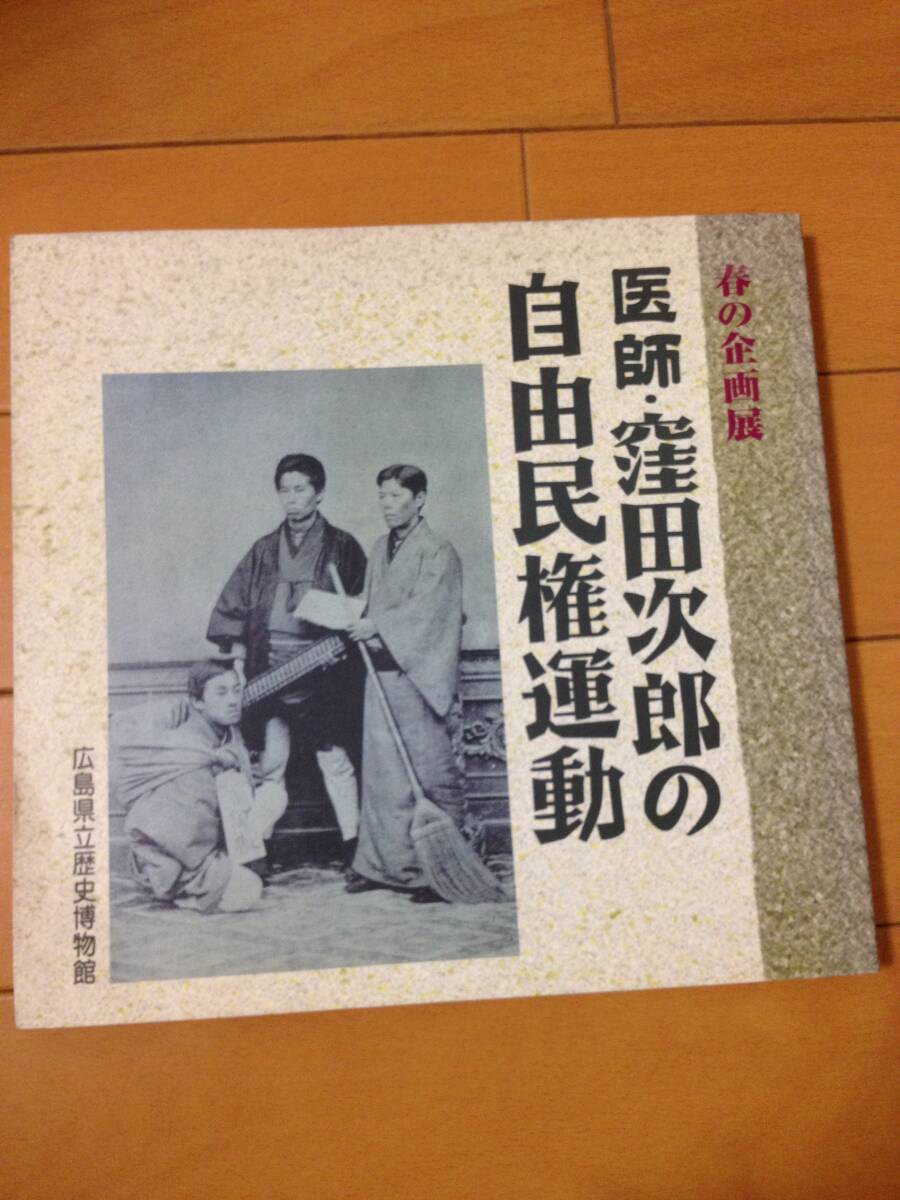 春の企画展
医師・窪田次郎の
自由民権運動
広島県立歴史博物館